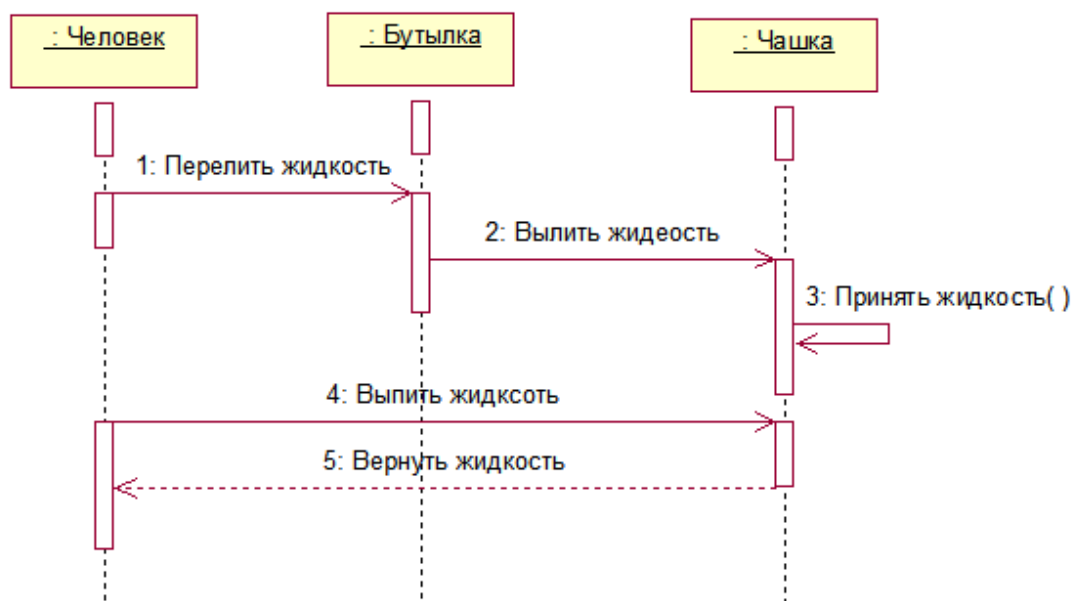 _: Человек
_: Бутылка
_: Чашка
1: Перелить жидкость
2: Вылить жидеость
3: Принять жидкость( )
4: Выпить жидксоть
5: Вернуть жидкость